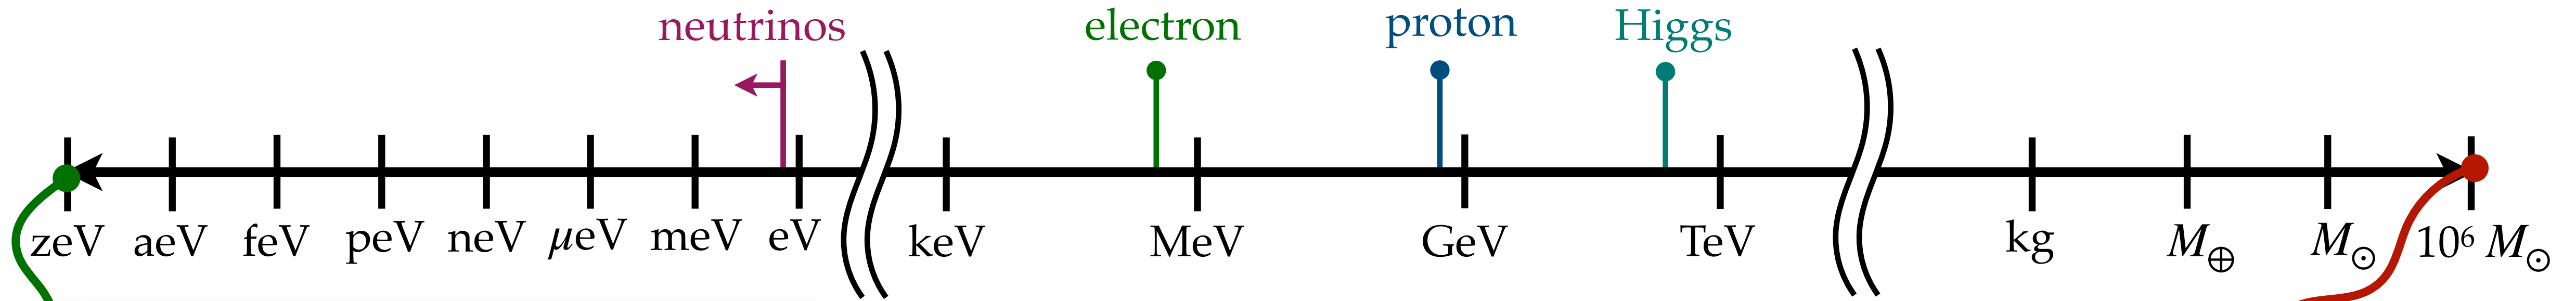 neutrinos electron proton Higgs
zeV aeV feV peV neV μeV meV eV keV MeV GeV TeV kg M⊕ M⊙ 10⁶ M⊙